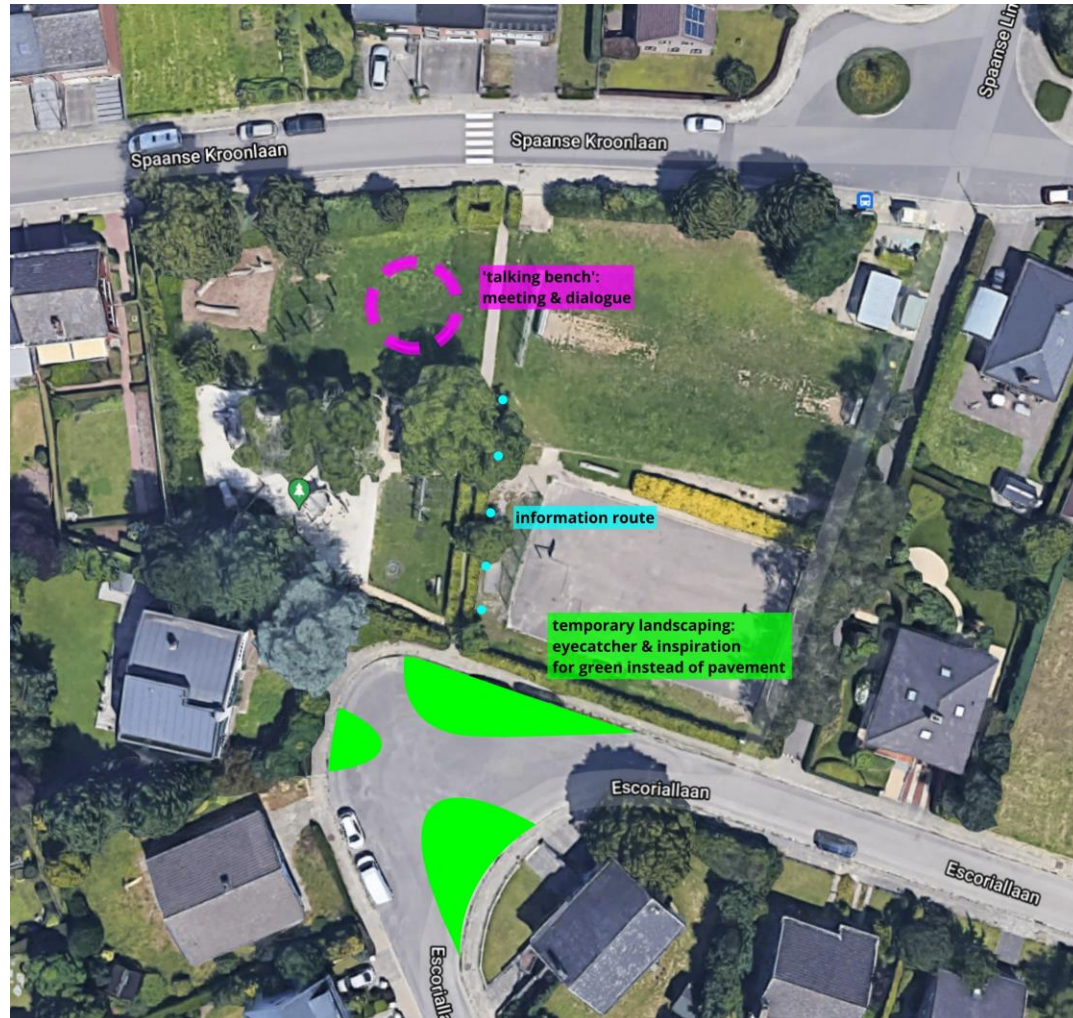 Spaanse Lin
Spaanse Kroonlaan
Spaanse Kroonlaan
'talking bench':
meeting & dialogue
information route
temporary landscaping:
eyecatcher & inspiration
for green instead of pavement
Escoriallaan
Escoriallaan
Escorialla